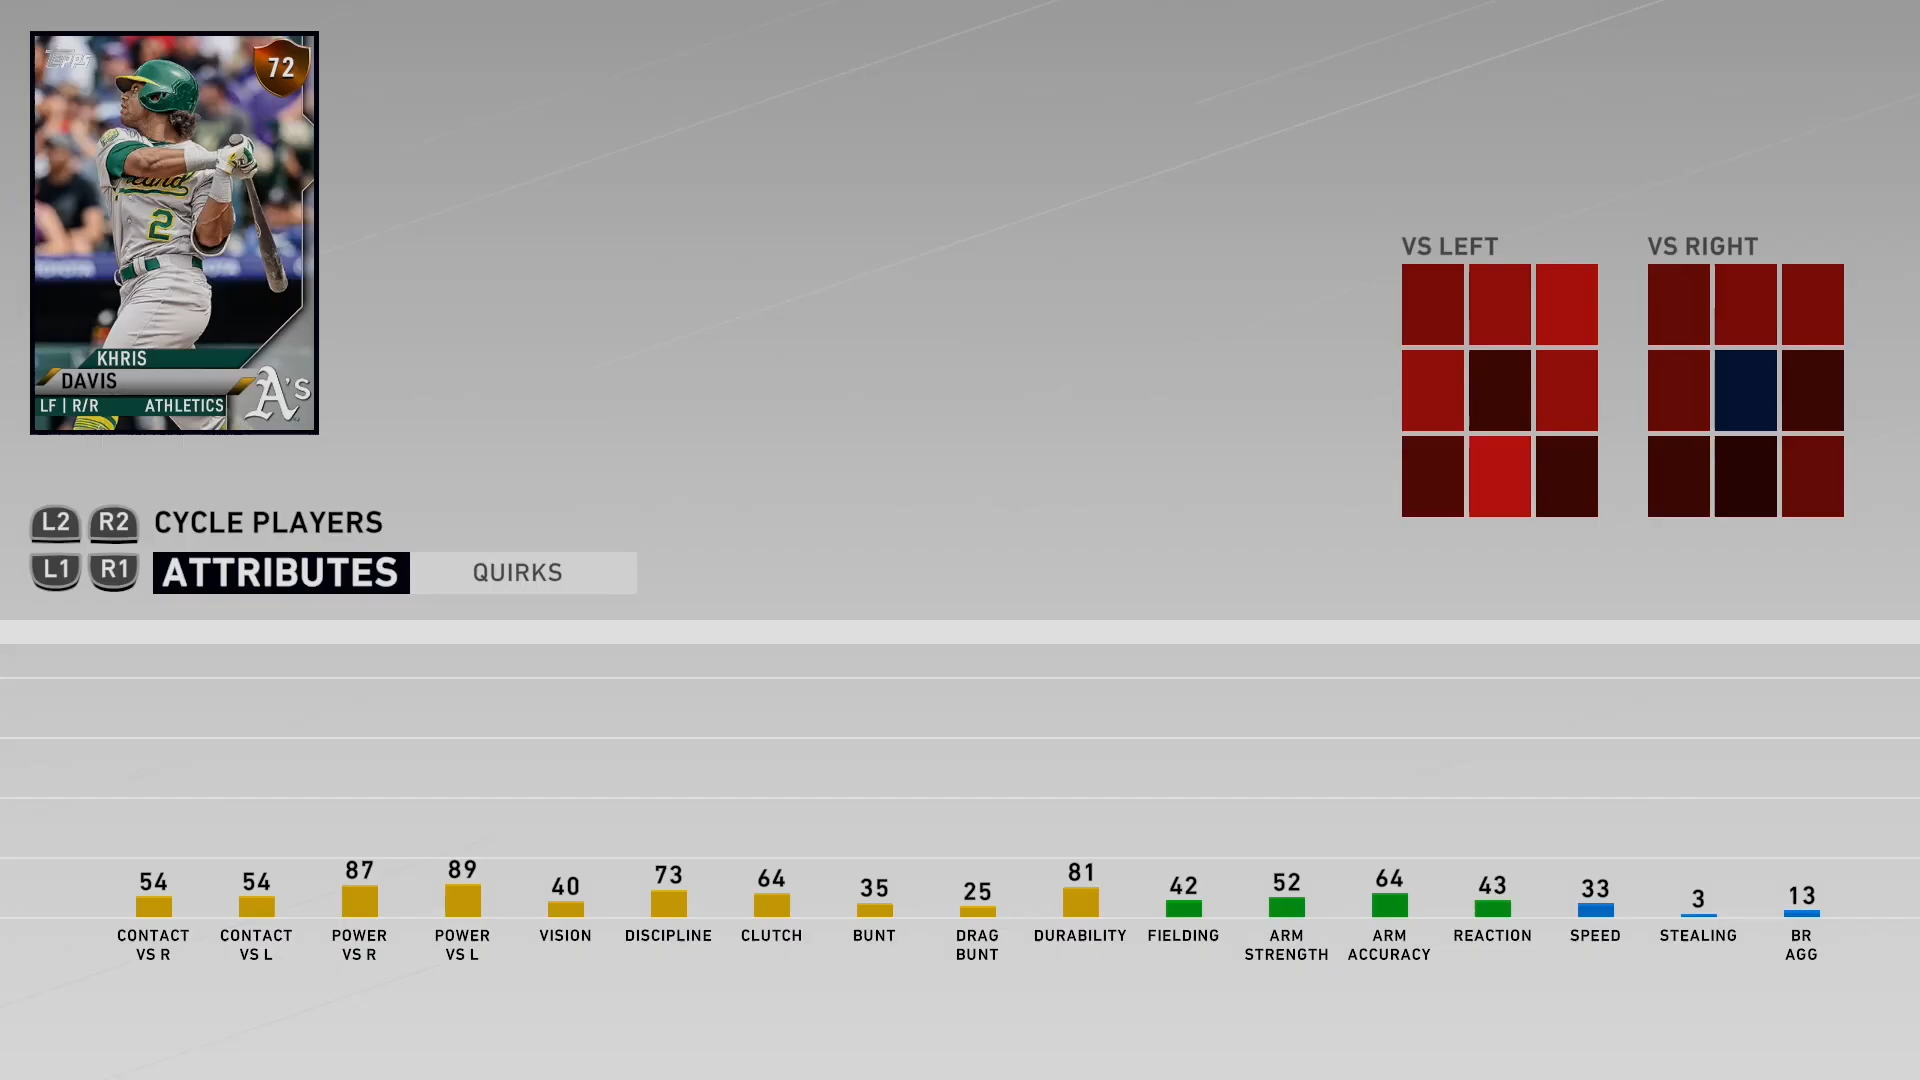 Topps
72
2
KHRIS
DAVIS
LF | R/R ATHLETICS
A's
VS LEFT
VS RIGHT
L2 R2 CYCLE PLAYERS
L1 R1 ATTRIBUTES QUIRKS
54 54 87 89 40 73 64 35 25 81 42 52 64 43 33 3 13
CONTACT VS R
CONTACT VS L
POWER VS R
POWER VS L
VISION
DISCIPLINE
CLUTCH
BUNT
DRAG BUNT
DURABILITY
FIELDING
ARM STRENGTH
ARM ACCURACY
REACTION
SPEED
STEALING
BR AGG